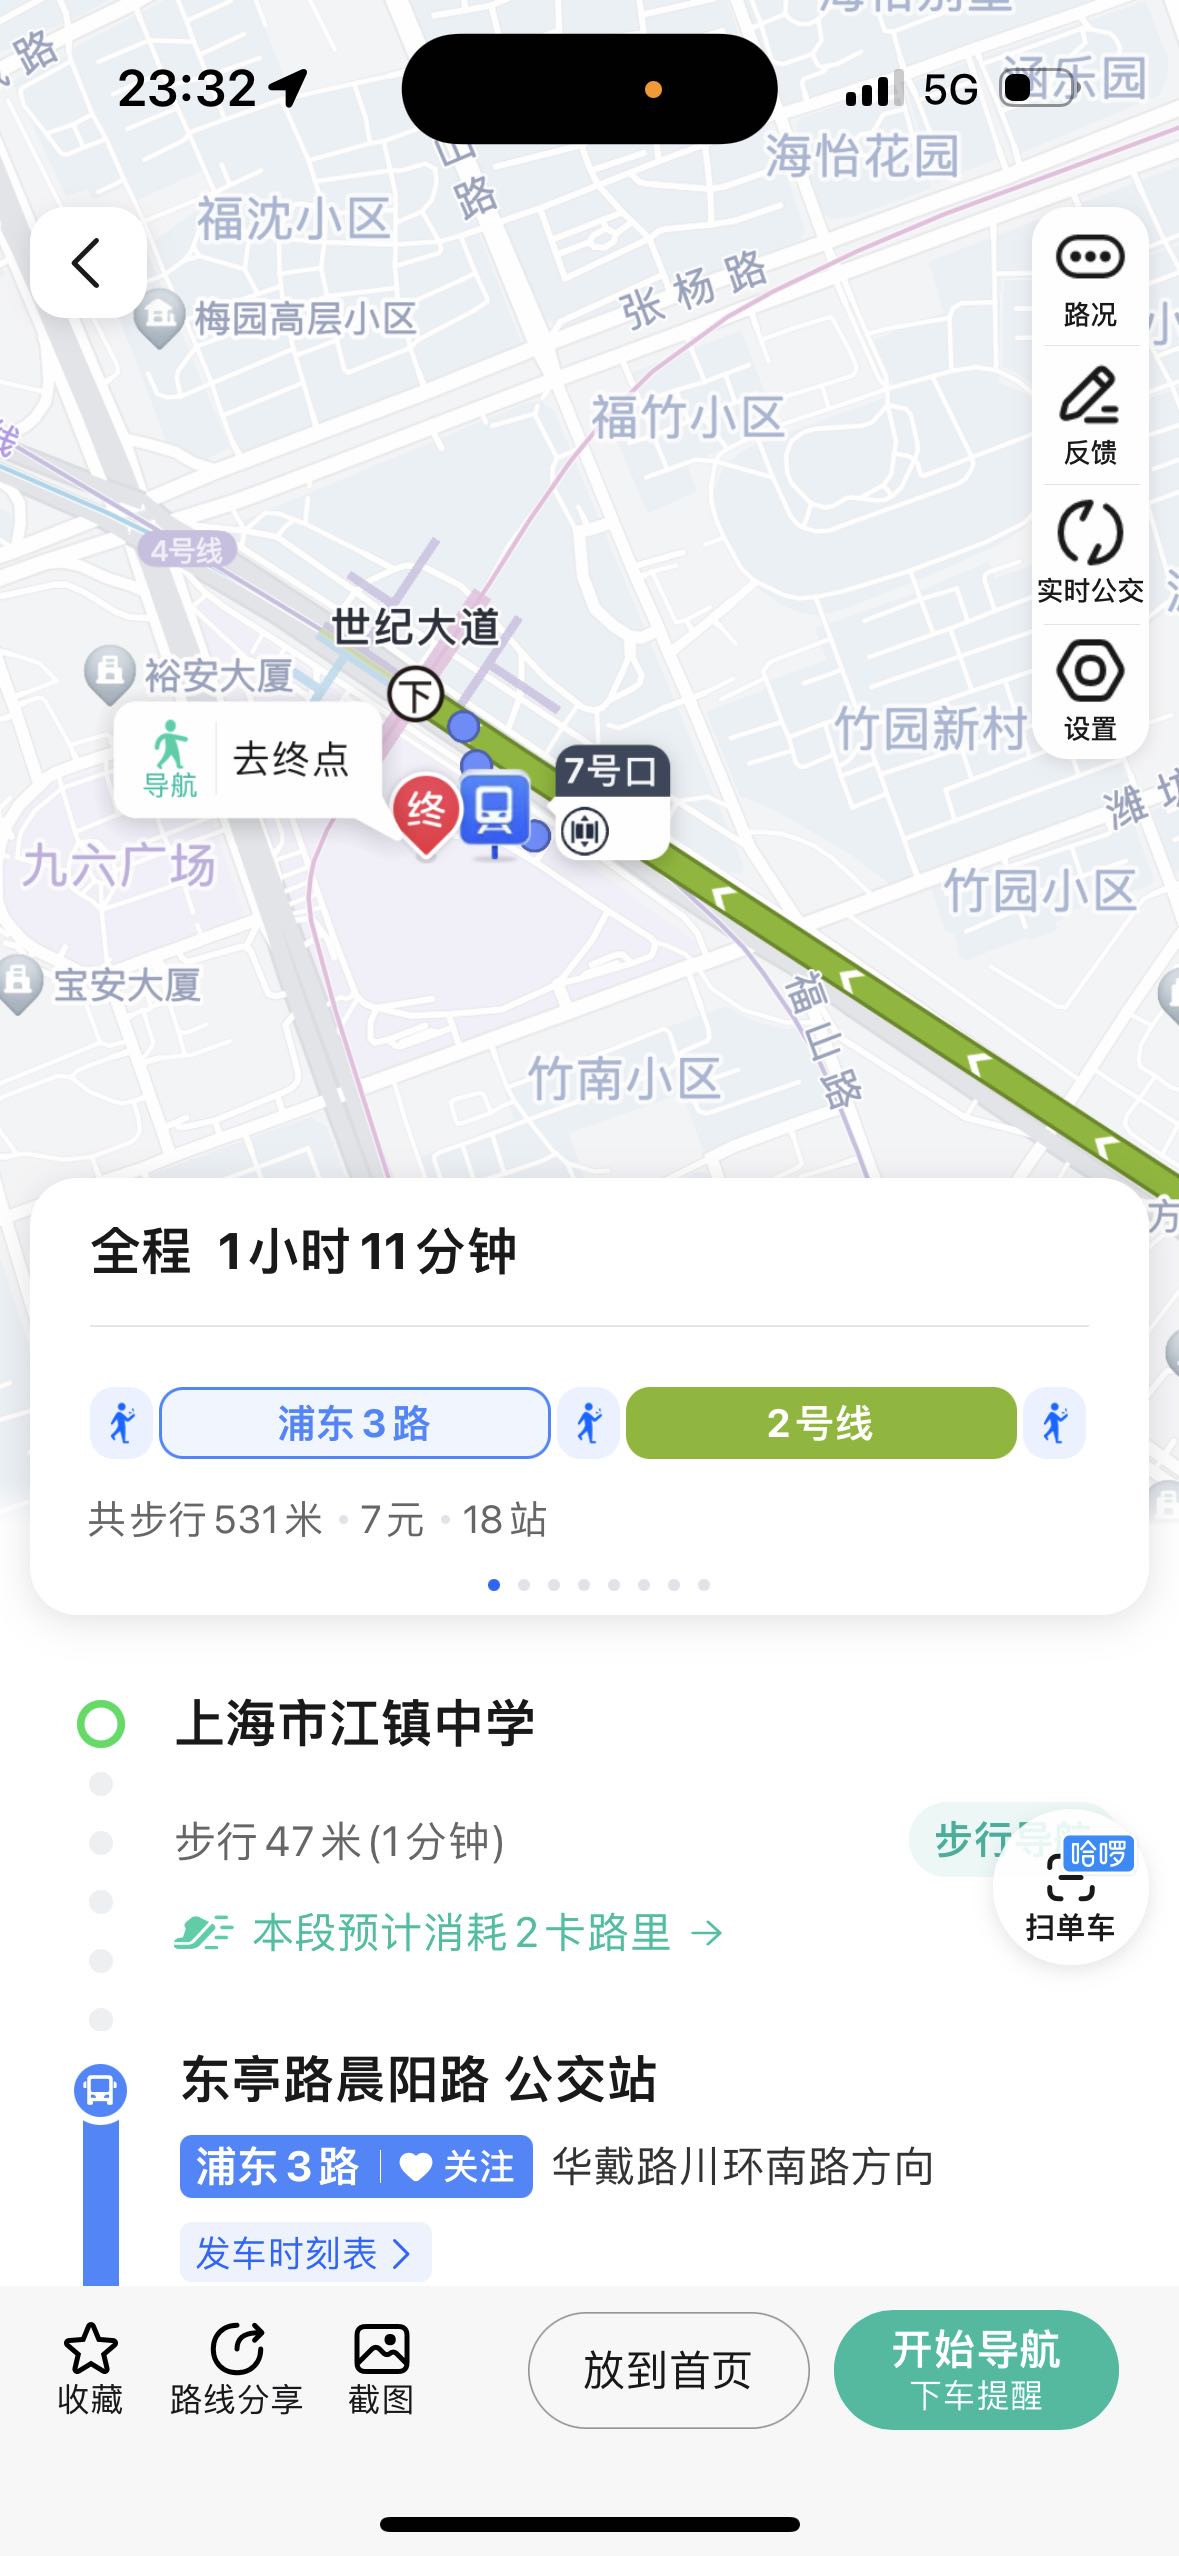 23:32
5G
涵乐园
海怡花园
路
山路
福沈小区
梅园高层小区
张杨路
路况
福竹小区
反馈
线
4号线
实时公交
世纪大道
裕安大厦
下
竹园新村
设置
导航
去终点
7号口
终
潍坊
九六广场
竹园小区
宝安大厦
福山路
竹南小区
方
全程 1小时11分钟
浦东3路
2号线
共步行531米 · 7元 · 18站
上海市江镇中学
步行47米(1分钟)
步行导航
哈啰
扫单车
本段预计消耗2卡路里
东亭路晨阳路 公交站
浦东3路 关注 华戴路川环南路方向
发车时刻表
收藏
路线分享
截图
放到首页
开始导航
下车提醒